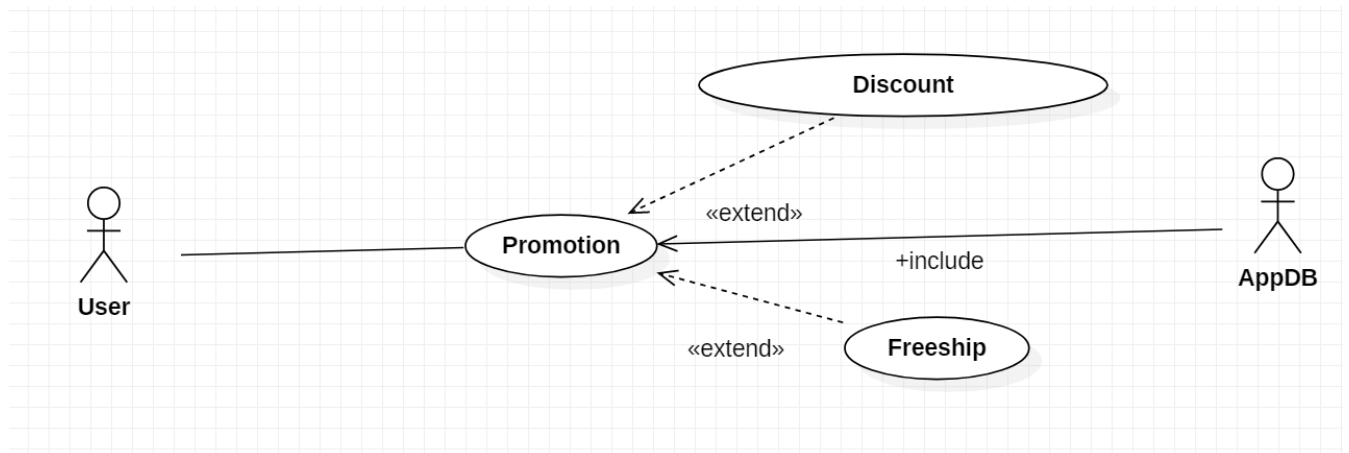 Discount
«extend»
Promotion
+include
AppDB
User
«extend»
Freeship